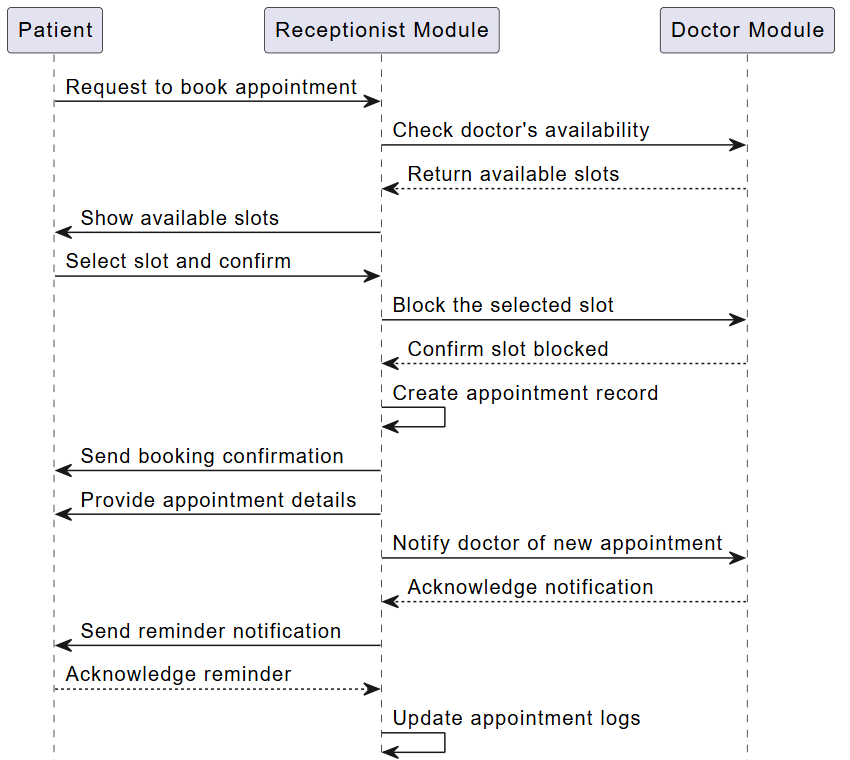 Patient
Receptionist Module
Doctor Module
Request to book appointment
Check doctor's availability
Return available slots
Show available slots
Select slot and confirm
Block the selected slot
Confirm slot blocked
Create appointment record
Send booking confirmation
Provide appointment details
Notify doctor of new appointment
Acknowledge notification
Send reminder notification
Acknowledge reminder
Update appointment logs